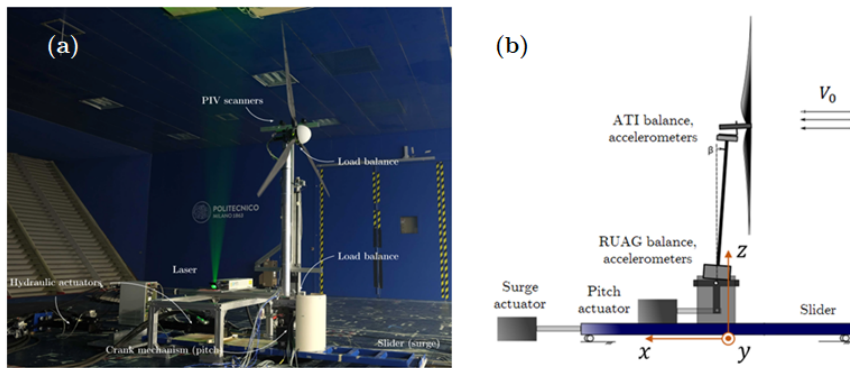 (a)
PIV scanners
Load balance
POLITECNICO
MILANO 1863
Load balance
Laser
Hydraulic actuators
Crank mechanism (pitch)
Slider (surge)
(b)
V₀
ATI balance,
accelerometers
β
RUAG balance,
accelerometers
z
Surge
actuator
Pitch
actuator
Slider
x
y